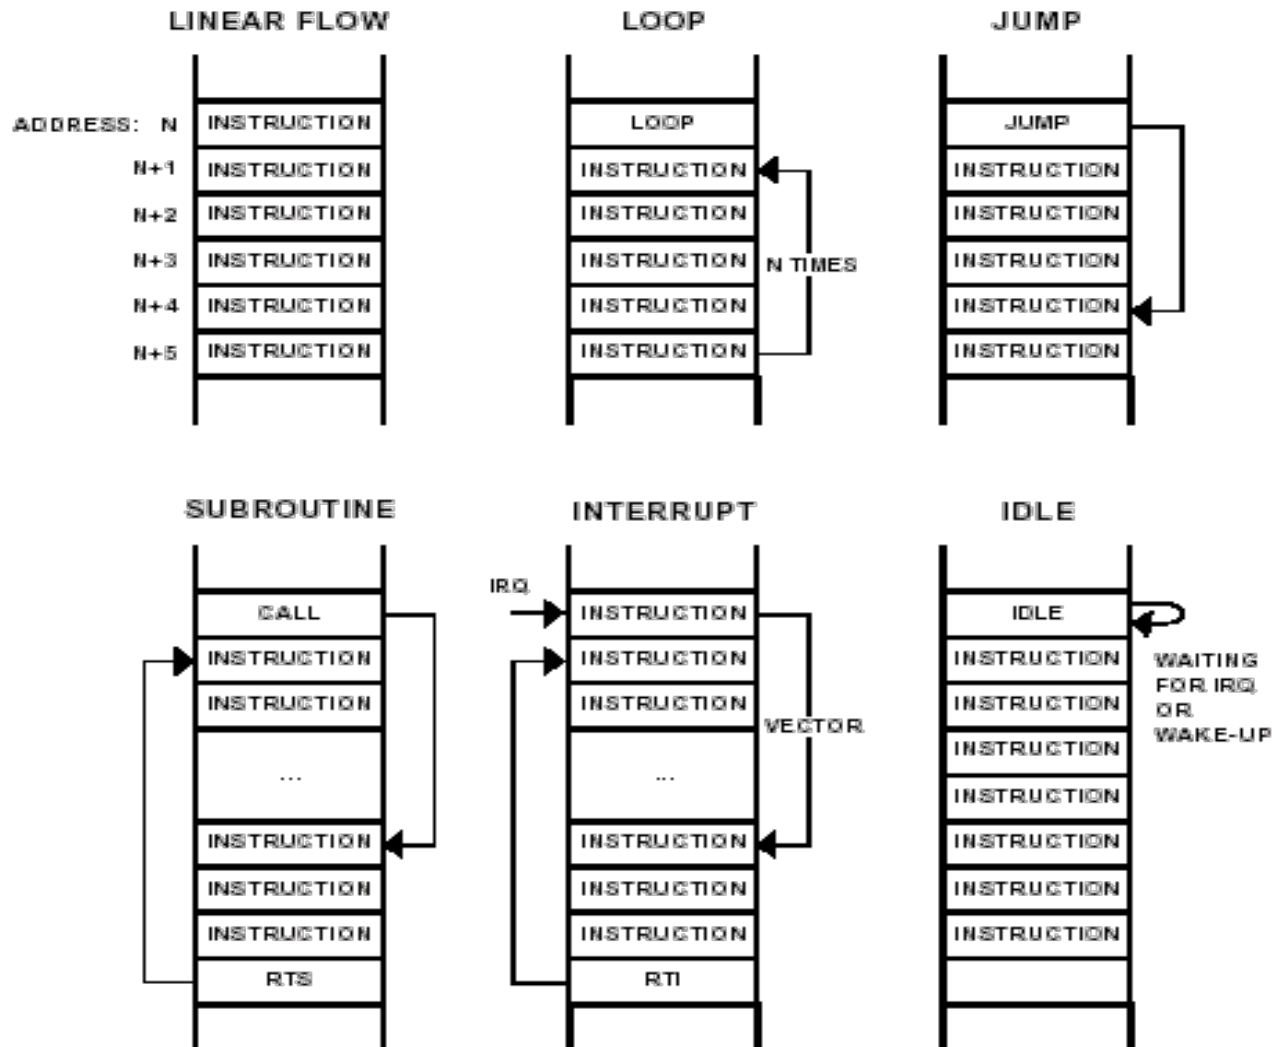 LINEAR FLOW LOOP JUMP
ADDRESS: N INSTRUCTION LOOP JUMP
N+1 INSTRUCTION INSTRUCTION INSTRUCTION
N+2 INSTRUCTION INSTRUCTION INSTRUCTION
N+3 INSTRUCTION INSTRUCTION N TIMES INSTRUCTION
N+4 INSTRUCTION INSTRUCTION INSTRUCTION
N+5 INSTRUCTION INSTRUCTION INSTRUCTION
SUBROUTINE INTERRUPT IDLE
IRQ
CALL INSTRUCTION IDLE
INSTRUCTION INSTRUCTION INSTRUCTION WAITING
FOR IRQ
INSTRUCTION INSTRUCTION INSTRUCTION OR
VECTOR WAKE-UP
INSTRUCTION
... ...
INSTRUCTION
INSTRUCTION INSTRUCTION INSTRUCTION
INSTRUCTION INSTRUCTION INSTRUCTION
INSTRUCTION INSTRUCTION INSTRUCTION
RTS RTI